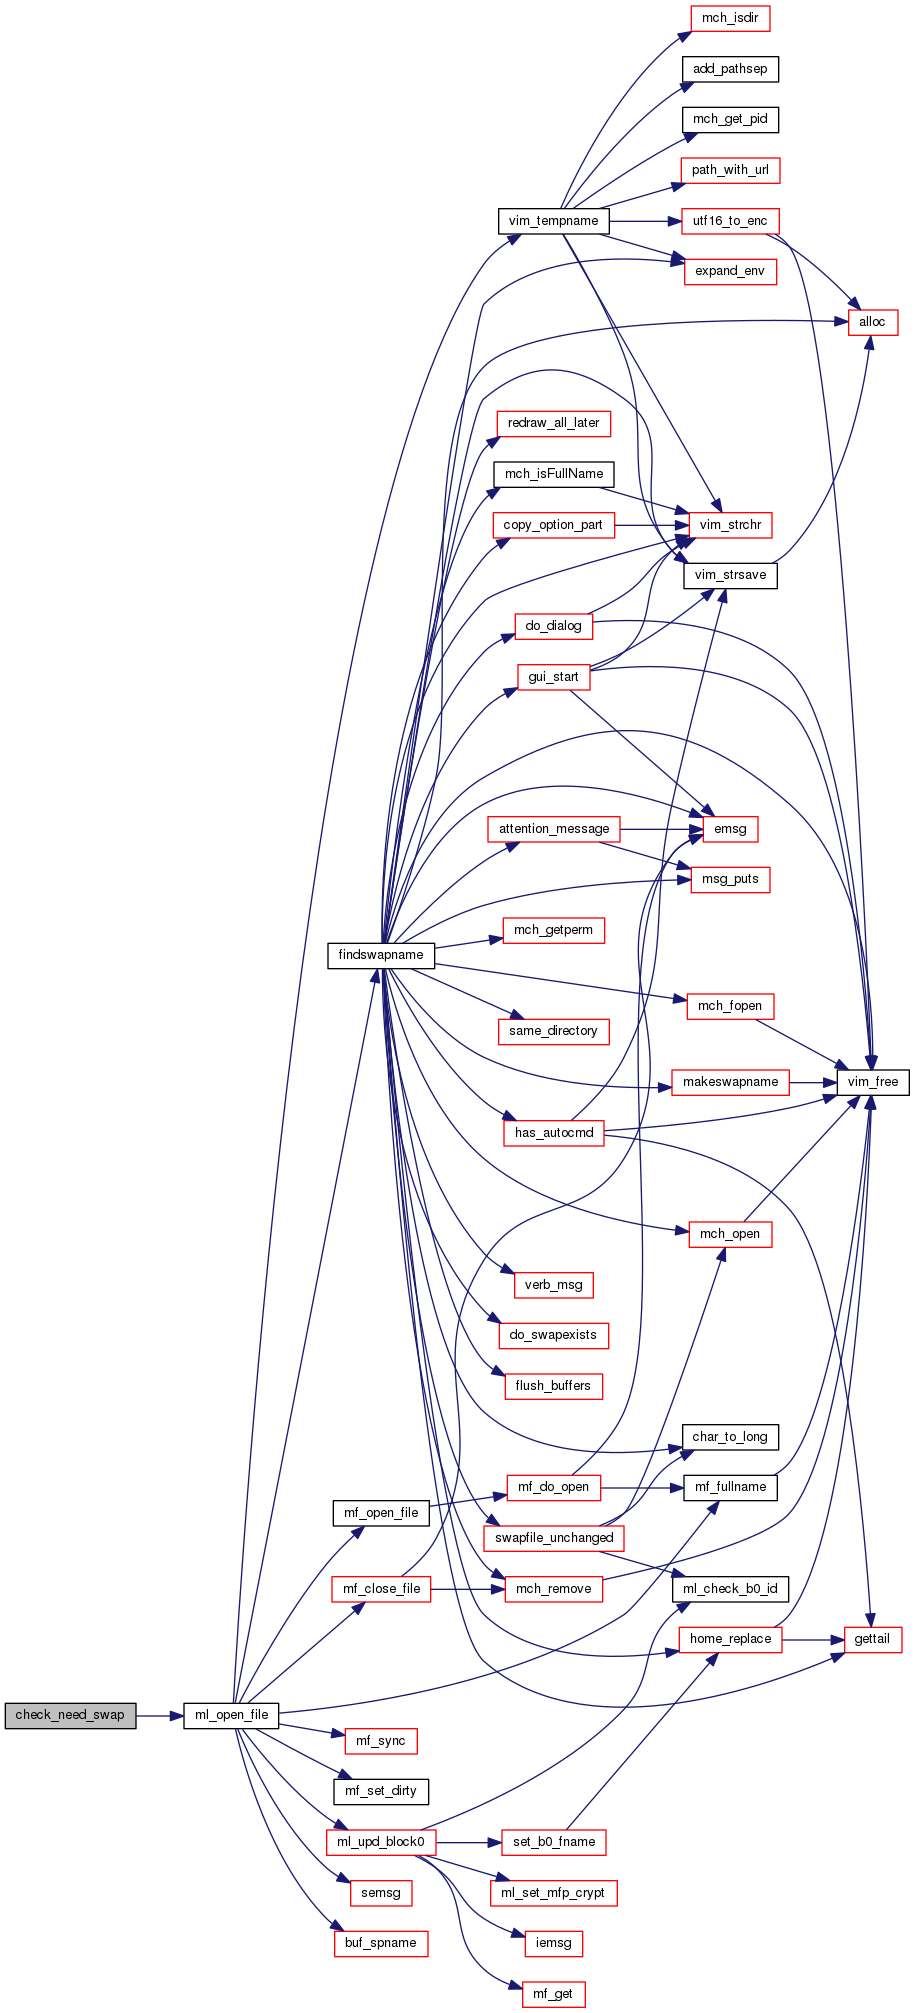 mch_isdir
add_pathsep
mch_get_pid
path_with_url
vim_tempname
utf16_to_enc
expand_env
alloc
redraw_all_later
mch_isFullName
copy_option_part
vim_strchr
vim_strsave
do_dialog
gui_start
attention_message
emsg
msg_puts
mch_getperm
findswapname
mch_fopen
same_directory
makeswapname
vim_free
has_autocmd
mch_open
verb_msg
do_swapexists
flush_buffers
char_to_long
mf_do_open
mf_fullname
mf_open_file
swapfile_unchanged
mf_close_file
mch_remove
ml_check_b0_id
home_replace
gettail
check_need_swap
ml_open_file
mf_sync
mf_set_dirty
ml_upd_block0
set_b0_fname
semsg
ml_set_mfp_crypt
buf_spname
iemsg
mf_get